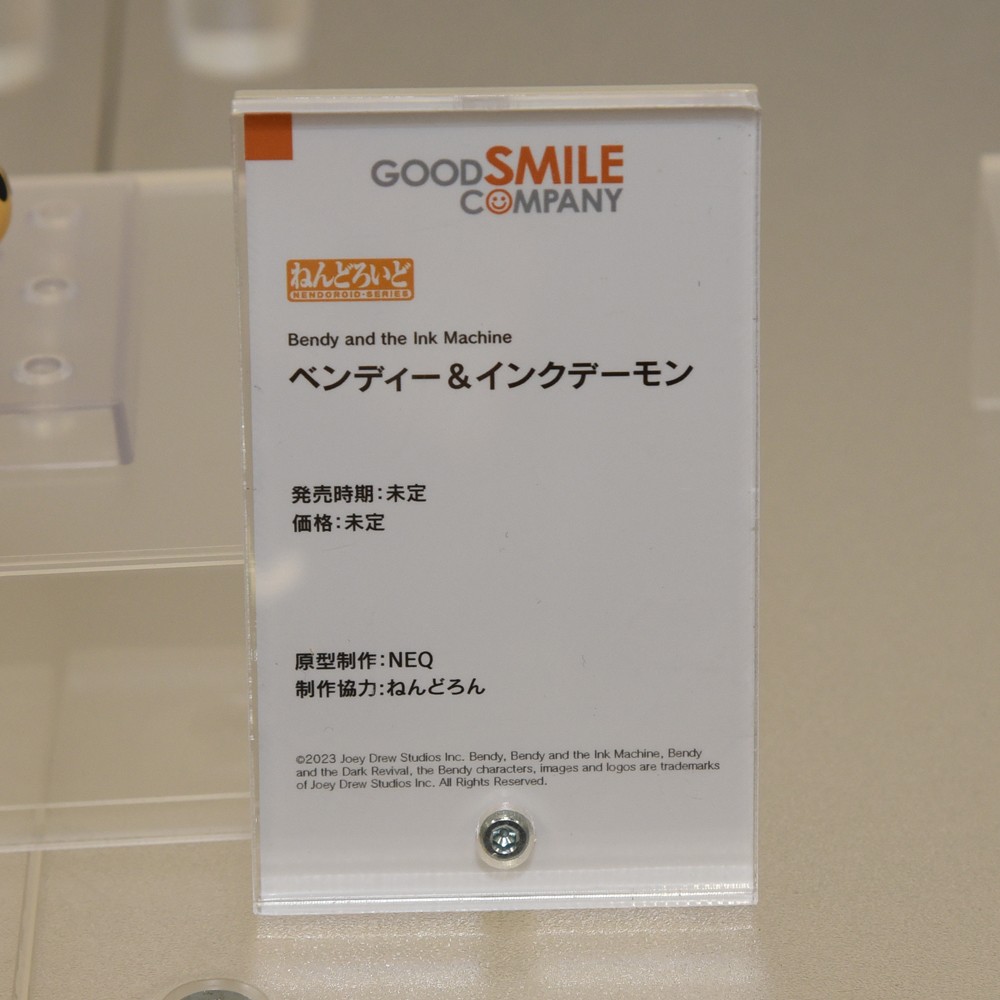 GOOD SMILE
COMPANY
ねんどろいど
NENDOROID-SERIES
Bendy and the Ink Machine
ベンディー&インクデーモン
発売時期:未定
価格:未定
原型制作:NEQ
制作協力:ねんどろん
©2023 Joey Drew Studios Inc. Bendy, Bendy and the Ink Machine, Bendy
and the Dark Revival, the Bendy characters, images and logos are trademarks
of Joey Drew Studios Inc. All Rights Reserved.